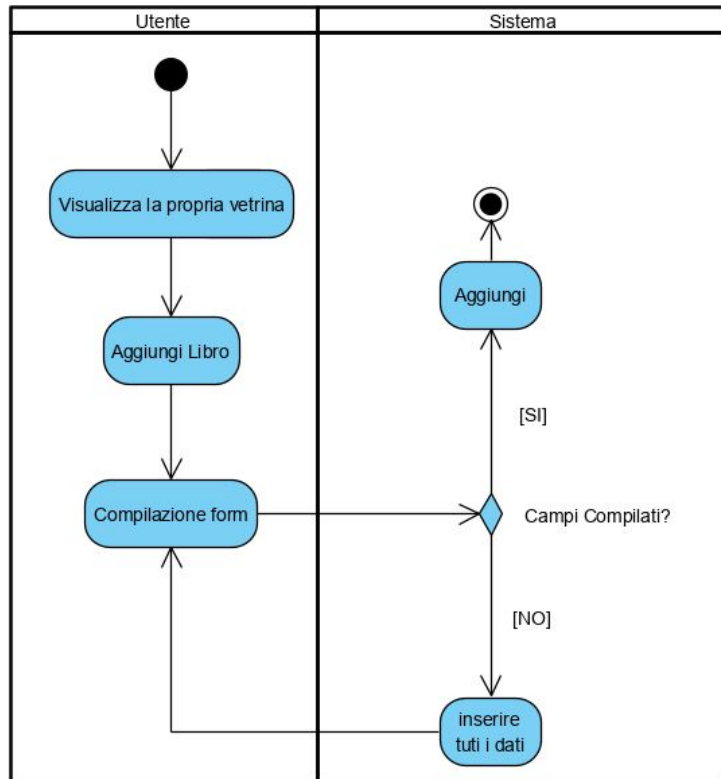 Utente
Sistema
Visualizza la propria vetrina
Aggiungi
Aggiungi Libro
[SI]
Compilazione form
Campi Compilati?
[NO]
inserire
tuti i dati